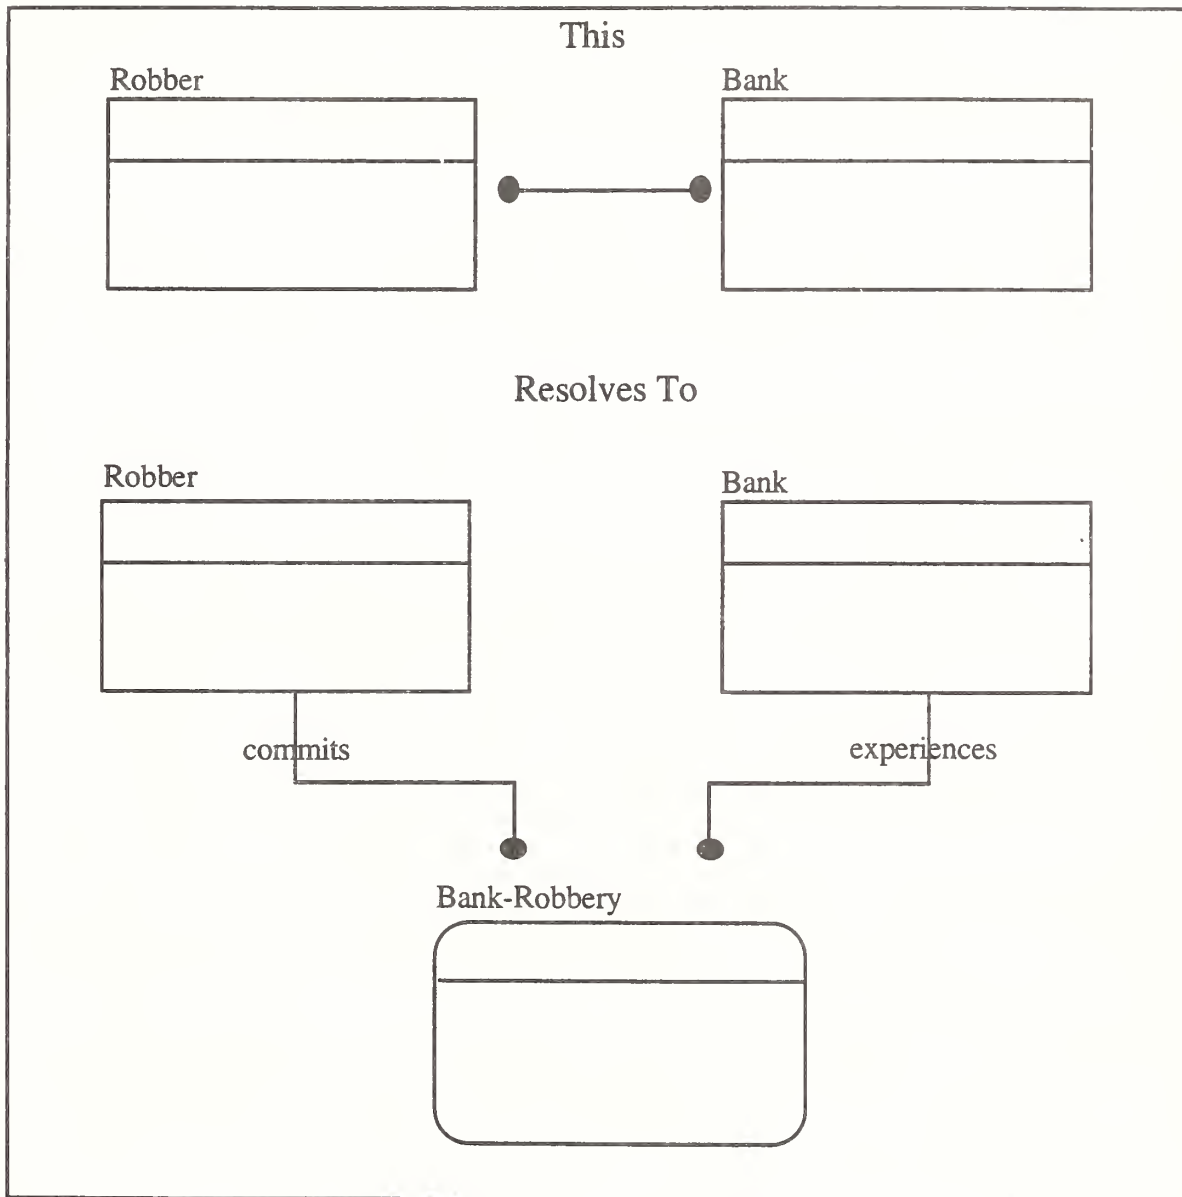 This
Robber
Bank
Resolves To
Robber
Bank
commits
experiences
Bank-Robbery